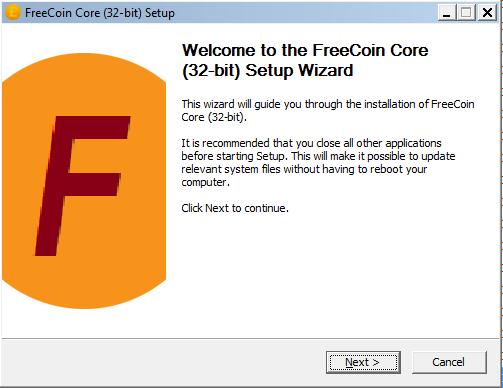 FreeCoin Core (32-bit) Setup
Welcome to the FreeCoin Core
(32-bit) Setup Wizard
This wizard will guide you through the installation of FreeCoin
Core (32-bit).
It is recommended that you close all other applications
before starting Setup. This will make it possible to update
relevant system files without having to reboot your
computer.
Click Next to continue.
F
Next >
Cancel